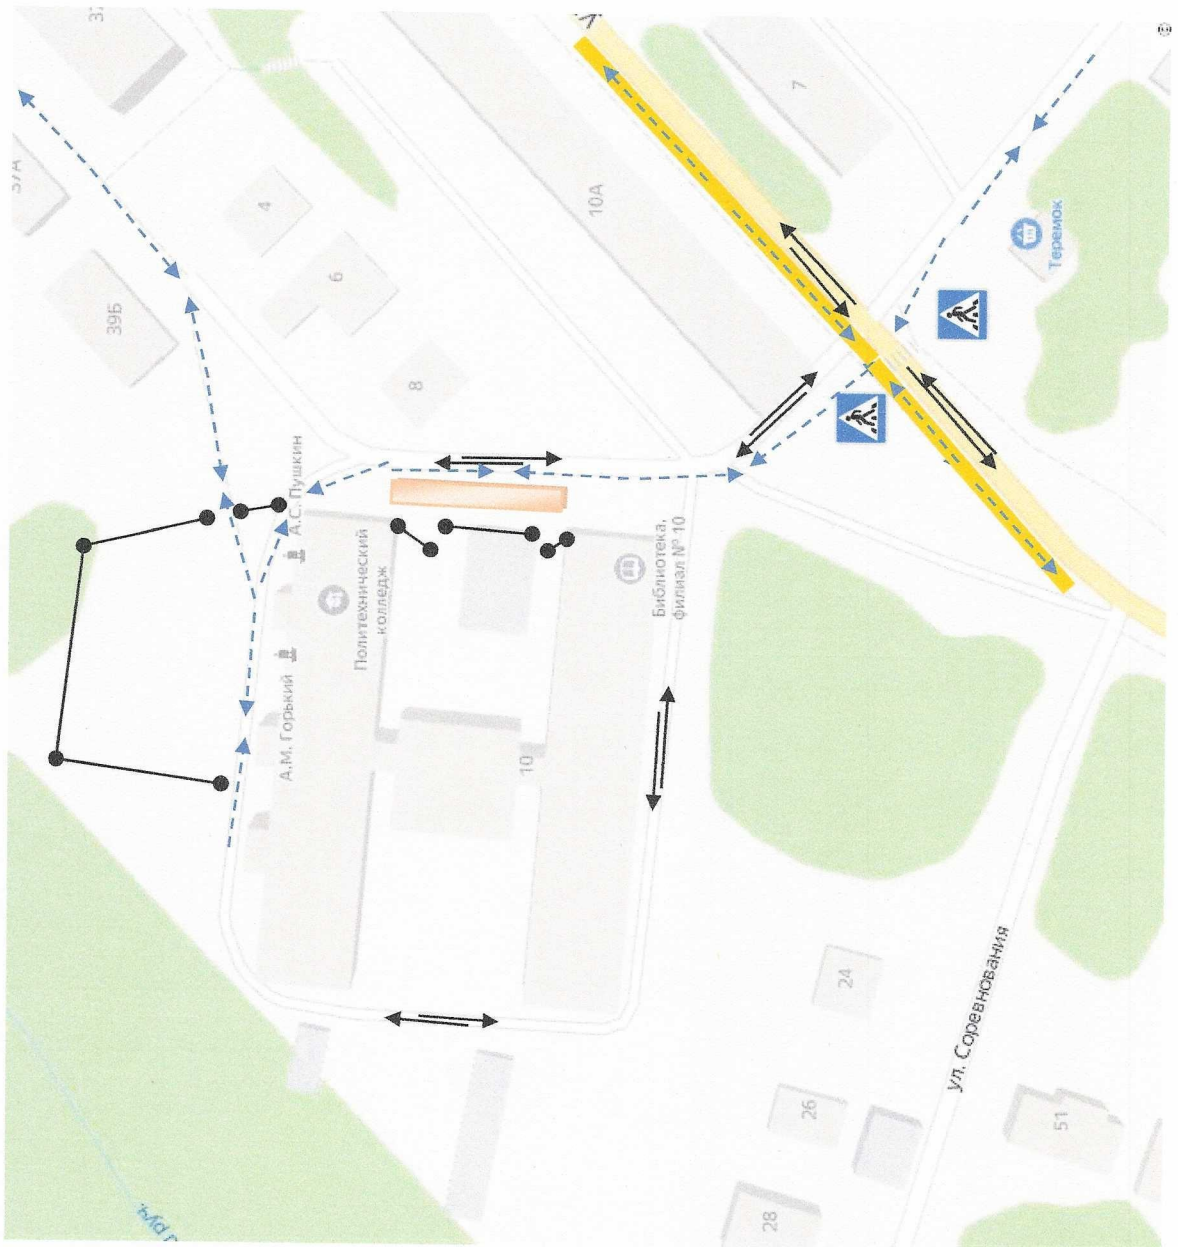 37А
39Б
4
6
8
10А
7
Теремок
А.С. Пушкин
А.М. Горький
Политехнический
колледж
Библиотека,
филиал № 10
10
ул. Соревнования
24
26
28
51